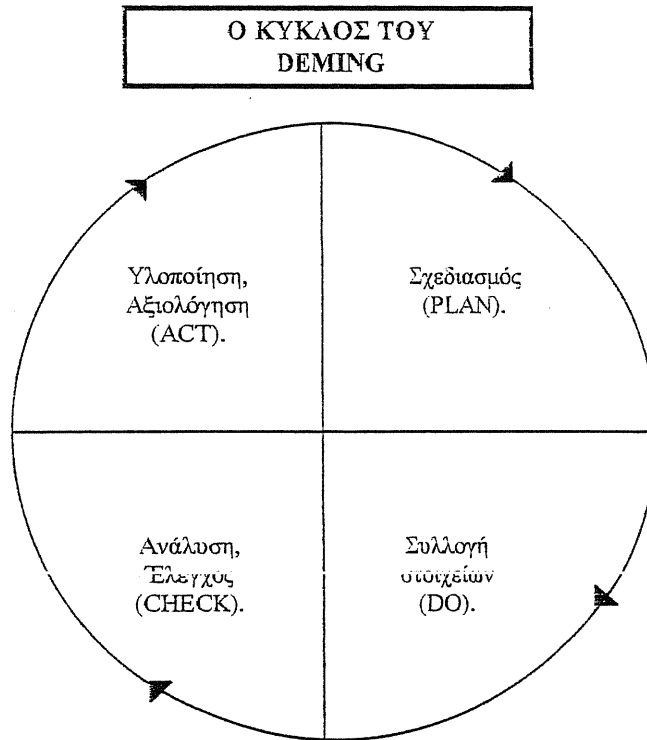 Ο ΚΥΚΛΟΣ ΤΟΥ
DEMING
Υλοποίηση,
Αξιολόγηση
(ACT).
Σχεδιασμός
(PLAN).
Ανάλυση,
Έλεγχος
(CHECK).
Συλλογή
στοιχείων
(DO).